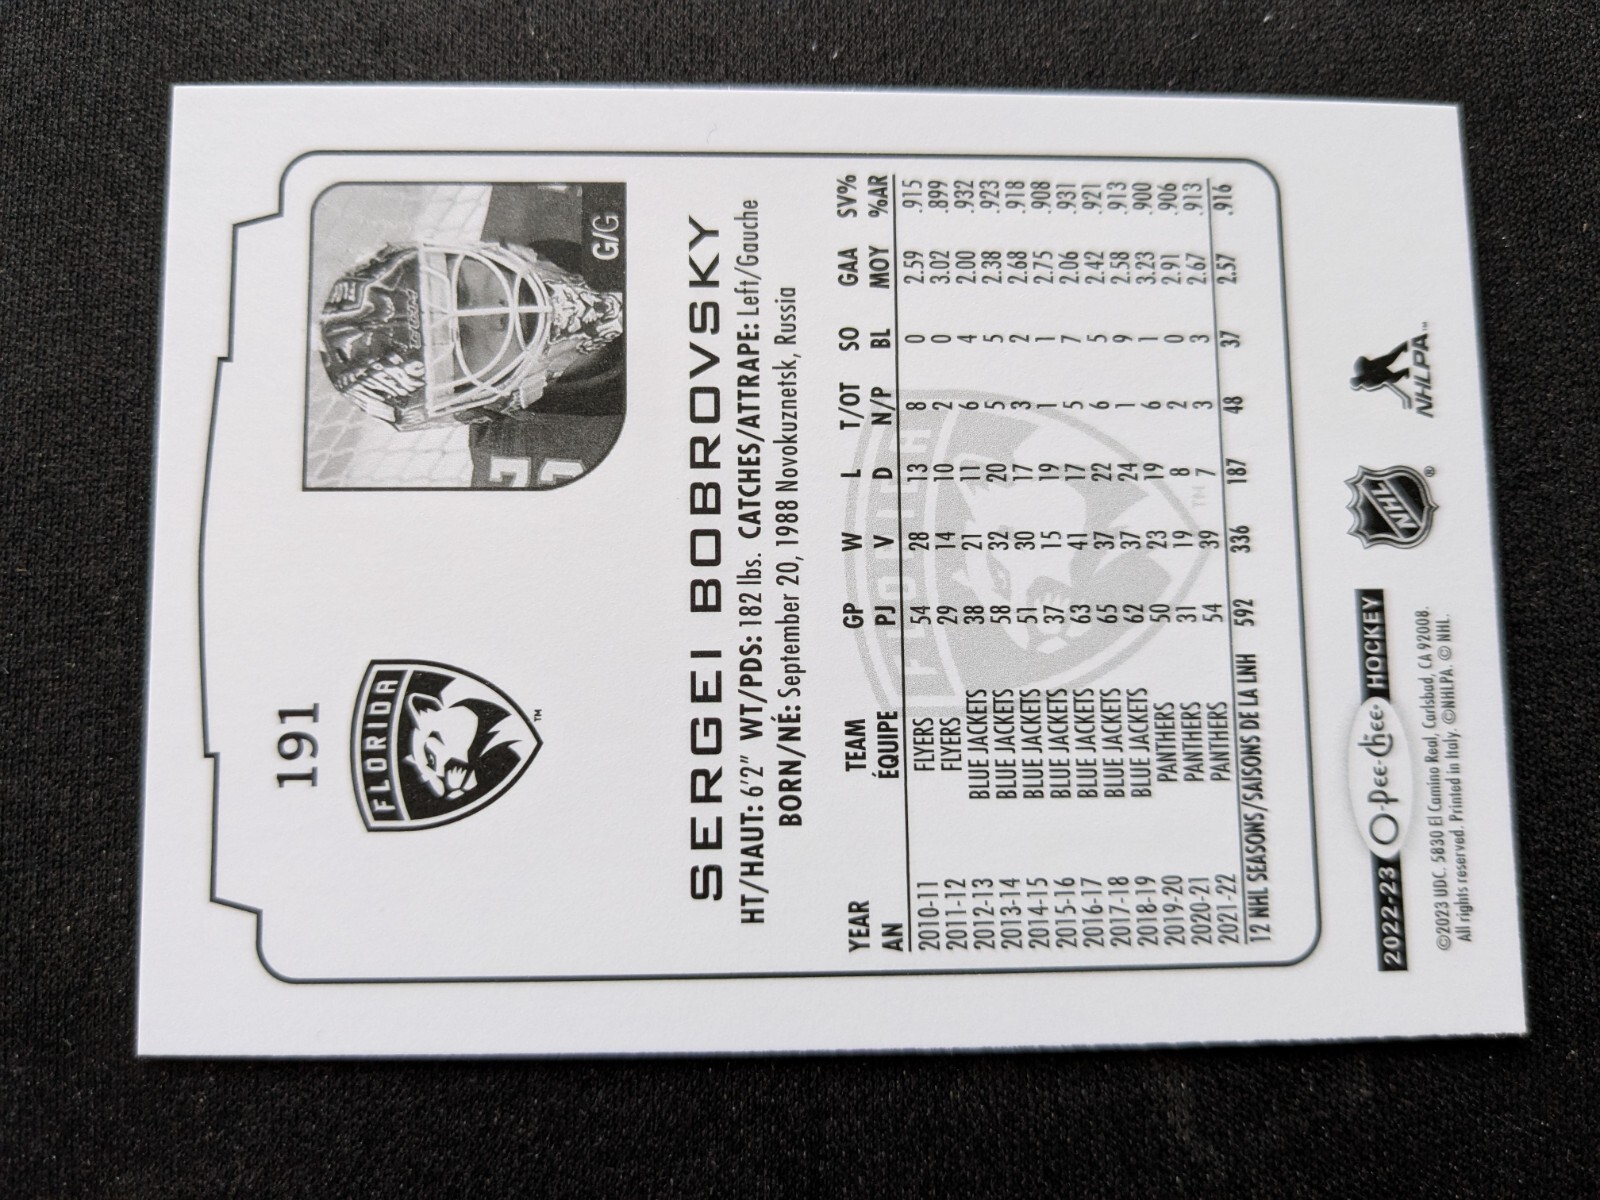 191
FLORIDA
TM
G/G
SERGEI BOBROVSKY
HT/HAUT: 6'2" WT/PDS: 182 lbs. CATCHES/ATTRAPE: Left/Gauche
BORN/NÉ: September 20, 1988 Novokuznetsk, Russia
YEAR TEAM GP W L T/OT SO GAA SV%
AN ÉQUIPE PJ V D N/P BL MOY %AR
2010-11 FLYERS 54 28 13 8 0 2.59 .915
2011-12 FLYERS 29 14 10 2 0 3.02 .899
2012-13 BLUE JACKETS 38 21 11 6 4 2.00 .932
2013-14 BLUE JACKETS 58 32 20 5 5 2.38 .923
2014-15 BLUE JACKETS 51 30 17 3 2 2.68 .918
2015-16 BLUE JACKETS 37 15 19 1 1 2.75 .908
2016-17 BLUE JACKETS 63 41 17 5 7 2.06 .931
2017-18 BLUE JACKETS 65 37 22 6 5 2.42 .921
2018-19 BLUE JACKETS 62 37 24 1 9 2.58 .913
2019-20 PANTHERS 50 23 19 6 1 3.23 .900
2020-21 PANTHERS 31 19 8 2 0 2.91 .906
2021-22 PANTHERS 54 39 7 3 3 2.67 .913
12 NHL SEASONS/SAISONS DE LA LNH 592 336 187 48 37 2.57 .916
FLORIDA
TM
2022-23 O-Pee-Chee HOCKEY
NHL ®
NHLPA ™
©2023 UDC. 5830 El Camino Real, Carlsbad, CA 92008.
All rights reserved. Printed in Italy. ©NHLPA. © NHL.